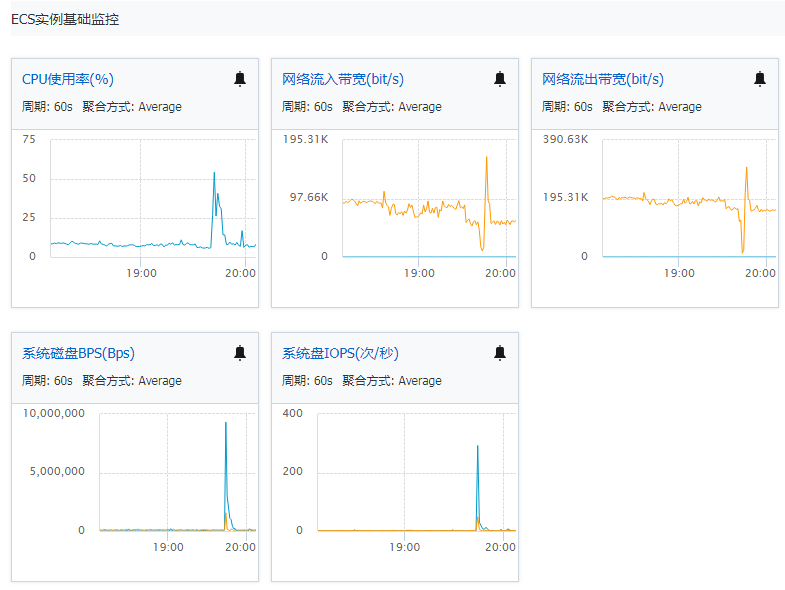 ECS实例基础监控
CPU使用率(%)
周期: 60s 聚合方式: Average
75
50
25
0
19:00
20:00
网络流入带宽(bit/s)
周期: 60s 聚合方式: Average
195.31K
97.66K
0
19:00
20:00
网络流出带宽(bit/s)
周期: 60s 聚合方式: Average
390.63K
195.31K
0
19:00
20:00
系统磁盘BPS(Bps)
周期: 60s 聚合方式: Average
10,000,000
5,000,000
0
19:00
20:00
系统盘IOPS(次/秒)
周期: 60s 聚合方式: Average
400
200
0
19:00
20:00